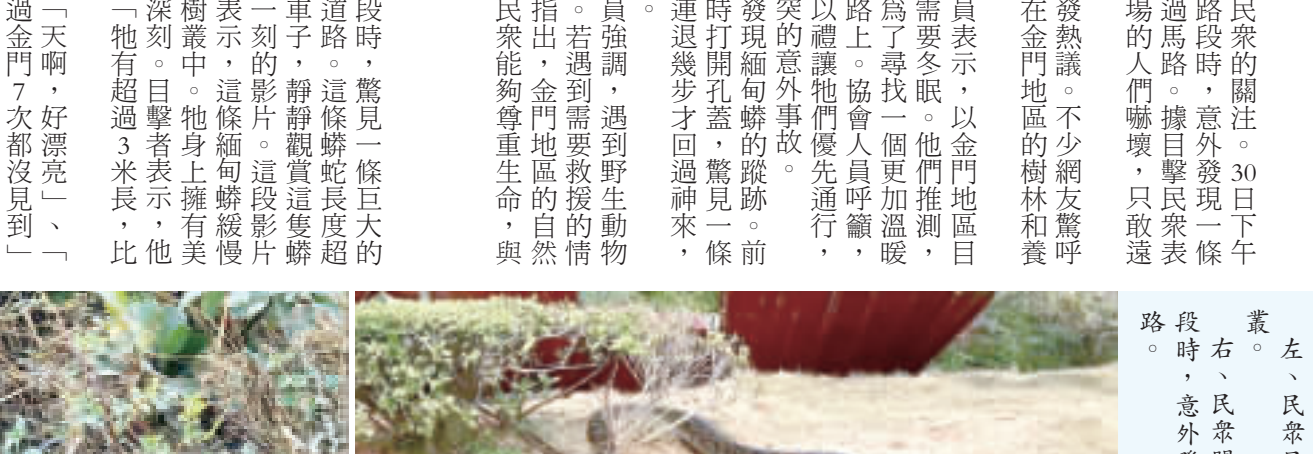 民衆的關注。30日下午
路段時，意外發現一條
過馬路。據目擊民衆表
場的人們嚇壞，只敢遠
發熱議。不少網友驚呼
在金門地區的樹林和養
員表示，以金門地區目
需要冬眠。他們推測，
爲了尋找一個更加溫暖
路上。協會人員呼籲，
以禮讓牠們優先通行，
突的意外事故。
發現緬甸蟒的蹤跡。前
時打開孔蓋，驚見一條
連退幾步才回過神來，
。
員強調，遇到野生動物
。若遇到需要救援的情
指出，金門地區的自然
民衆能夠尊重生命，與
段時，驚見一條巨大的
道路。這條蟒蛇長度超
車子，靜靜觀賞這隻蟒
一刻的影片。這段影片
表示，這條緬甸蟒緩慢
樹叢中。牠身上擁有美
深刻。目擊者表示，他
「牠有超過3米長，比
「天啊，好漂亮」、「
過金門7次都沒見到」
左、民衆
叢。
右、民衆
段時，意外
路。